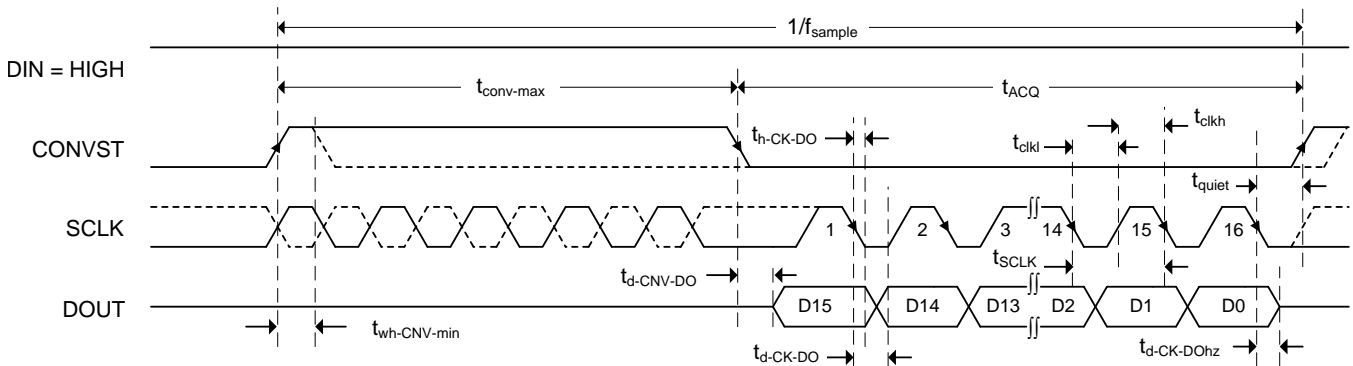 1/fsample
DIN = HIGH
tconv-max
tACQ
CONVST
th-CK-DO
tclkl
tclkh
tquiet
SCLK
1 2 3 14 15 16
td-CNV-DO
tSCLK
DOUT
D15 D14 D13 D2 D1 D0
twh-CNV-min
td-CK-DO
td-CK-DOhz